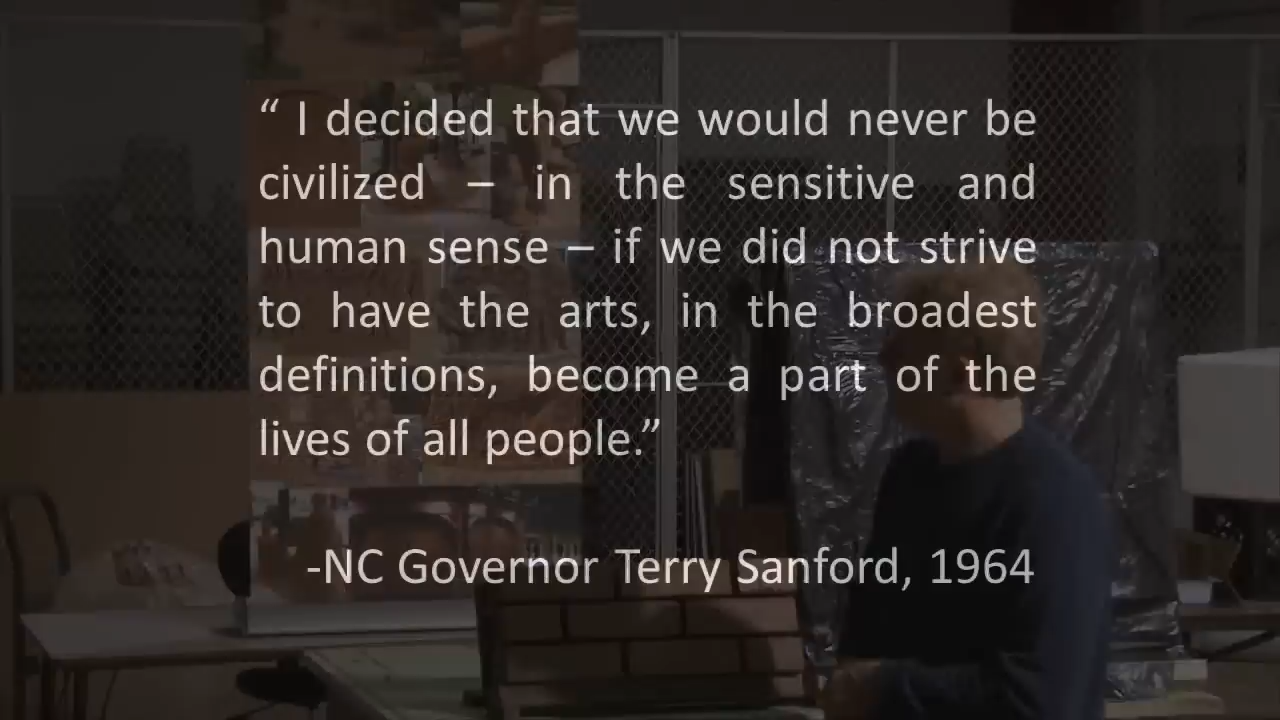 “ I decided that we would never be
civilized – in the sensitive and
human sense – if we did not strive
to have the arts, in the broadest
definitions, become a part of the
lives of all people.”
-NC Governor Terry Sanford, 1964